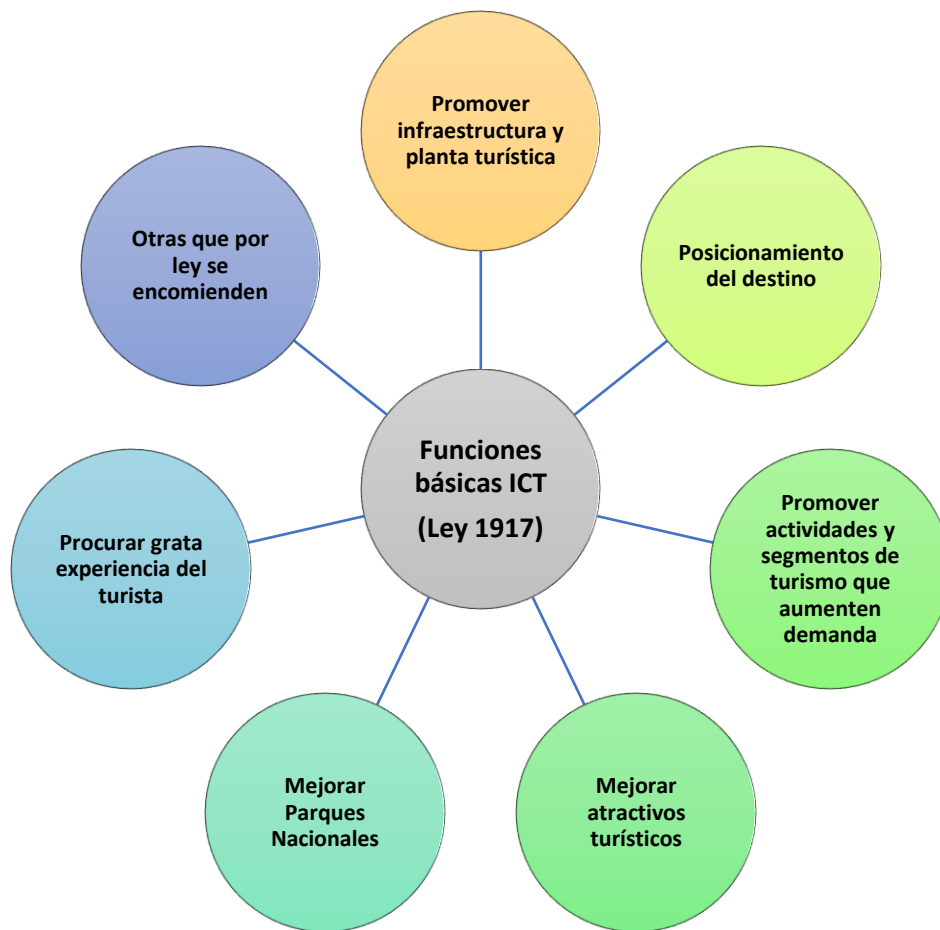 Promover
infraestructura y
planta turística
Otras que por
ley se
encomienden
Posicionamiento
del destino
Funciones
básicas ICT
(Ley 1917)
Promover
actividades y
segmentos de
turismo que
aumenten
demanda
Procurar grata
experiencia del
turista
Mejorar
Parques
Nacionales
Mejorar
atractivos
turísticos